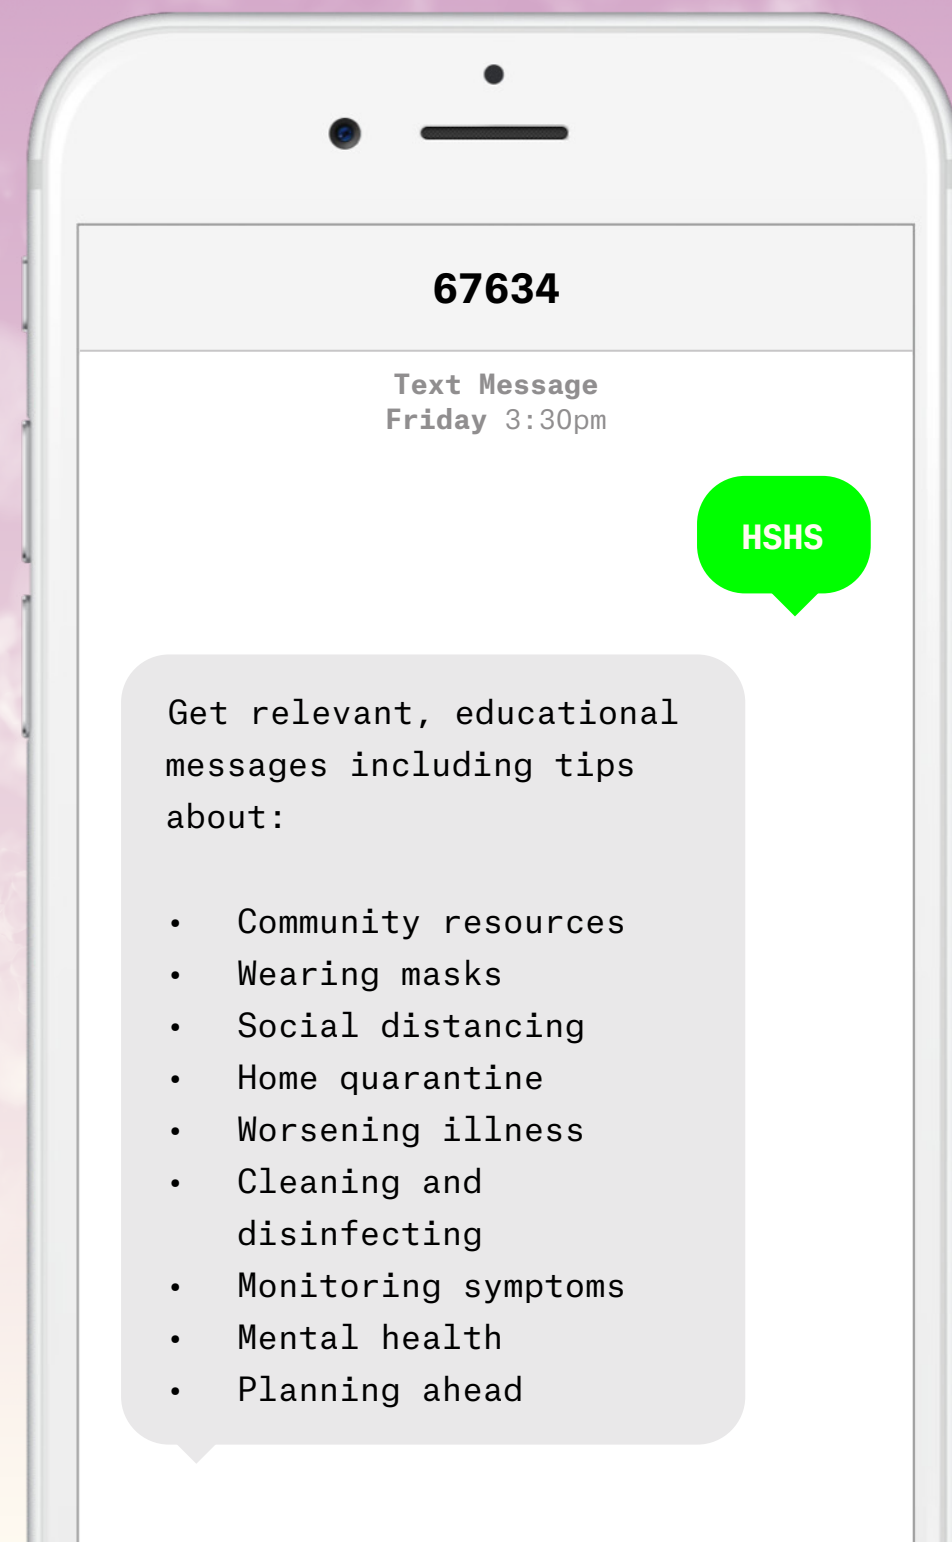 67634
Text Message
Friday 3:30pm
HSHS
Get relevant, educational
messages including tips
about:
• Community resources
• Wearing masks
• Social distancing
• Home quarantine
• Worsening illness
• Cleaning and
disinfecting
• Monitoring symptoms
• Mental health
• Planning ahead